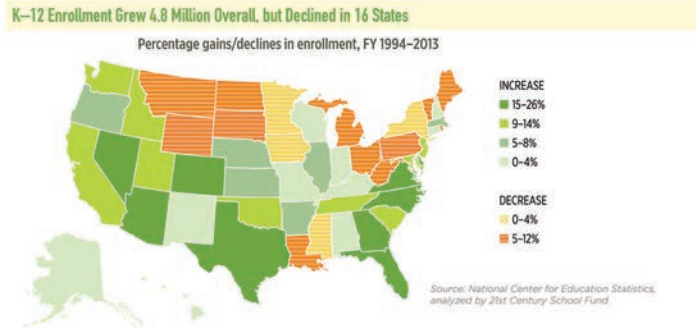 K–12 Enrollment Grew 4.8 Million Overall, but Declined in 16 States
Percentage gains/declines in enrollment, FY 1994–2013
INCREASE
15–26%
9–14%
5–8%
0–4%
DECREASE
0–4%
5–12%
Source: National Center for Education Statistics,
analyzed by 21st Century School Fund